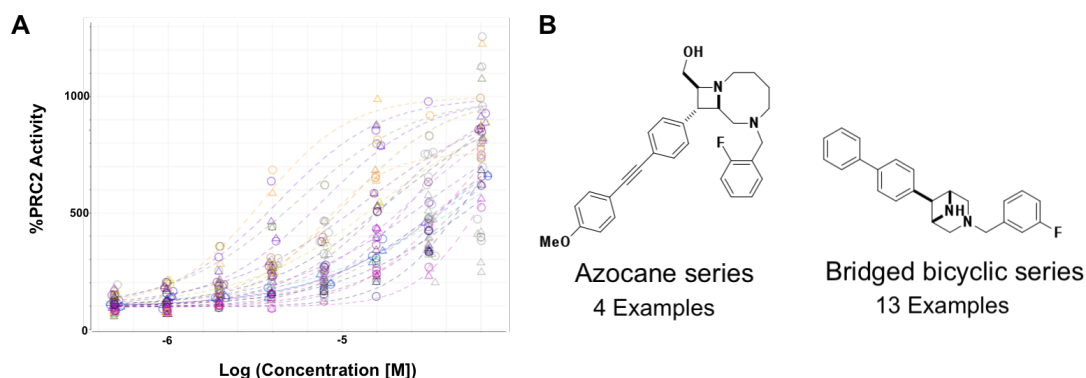 A
B
%PRC2 Activity
1000
500
0
-6
-5
Log (Concentration [M])
OH
N
N
F
MeO
Azocane series
4 Examples
NH
N
F
Bridged bicyclic series
13 Examples